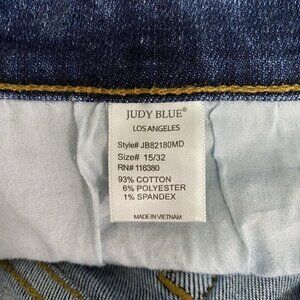 JUDY BLUE®
LOS ANGELES
Style# JB82180MD
Size# 15/32
RN# 116380
93% COTTON
6% POLYESTER
1% SPANDEX
MADE IN VIETNAM